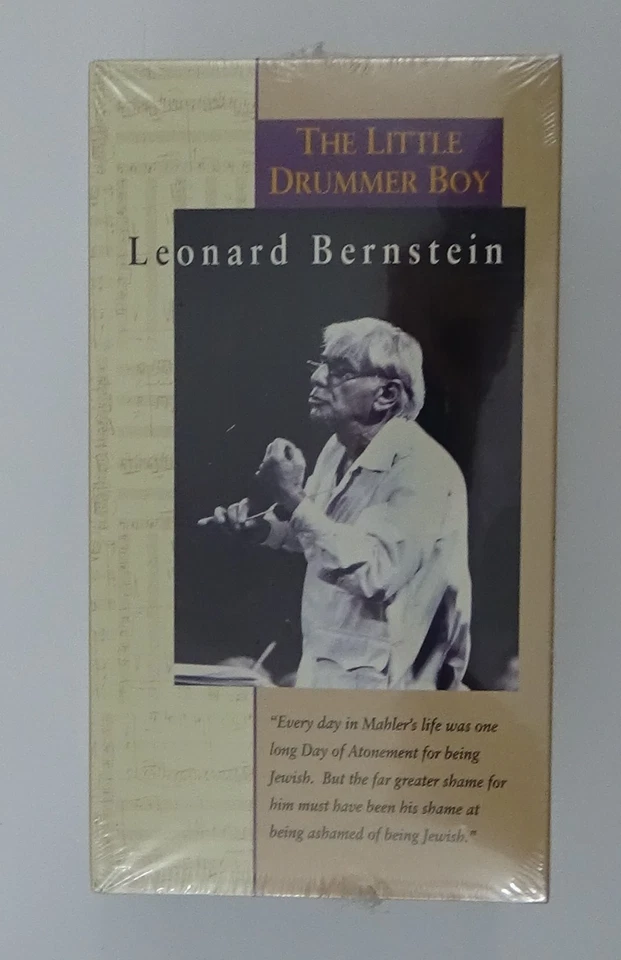 THE LITTLE
DRUMMER BOY
Leonard Bernstein
“Every day in Mahler's life was one
long Day of Atonement for being
Jewish. But the far greater shame for
him must have been his shame at
being ashamed of being Jewish.”